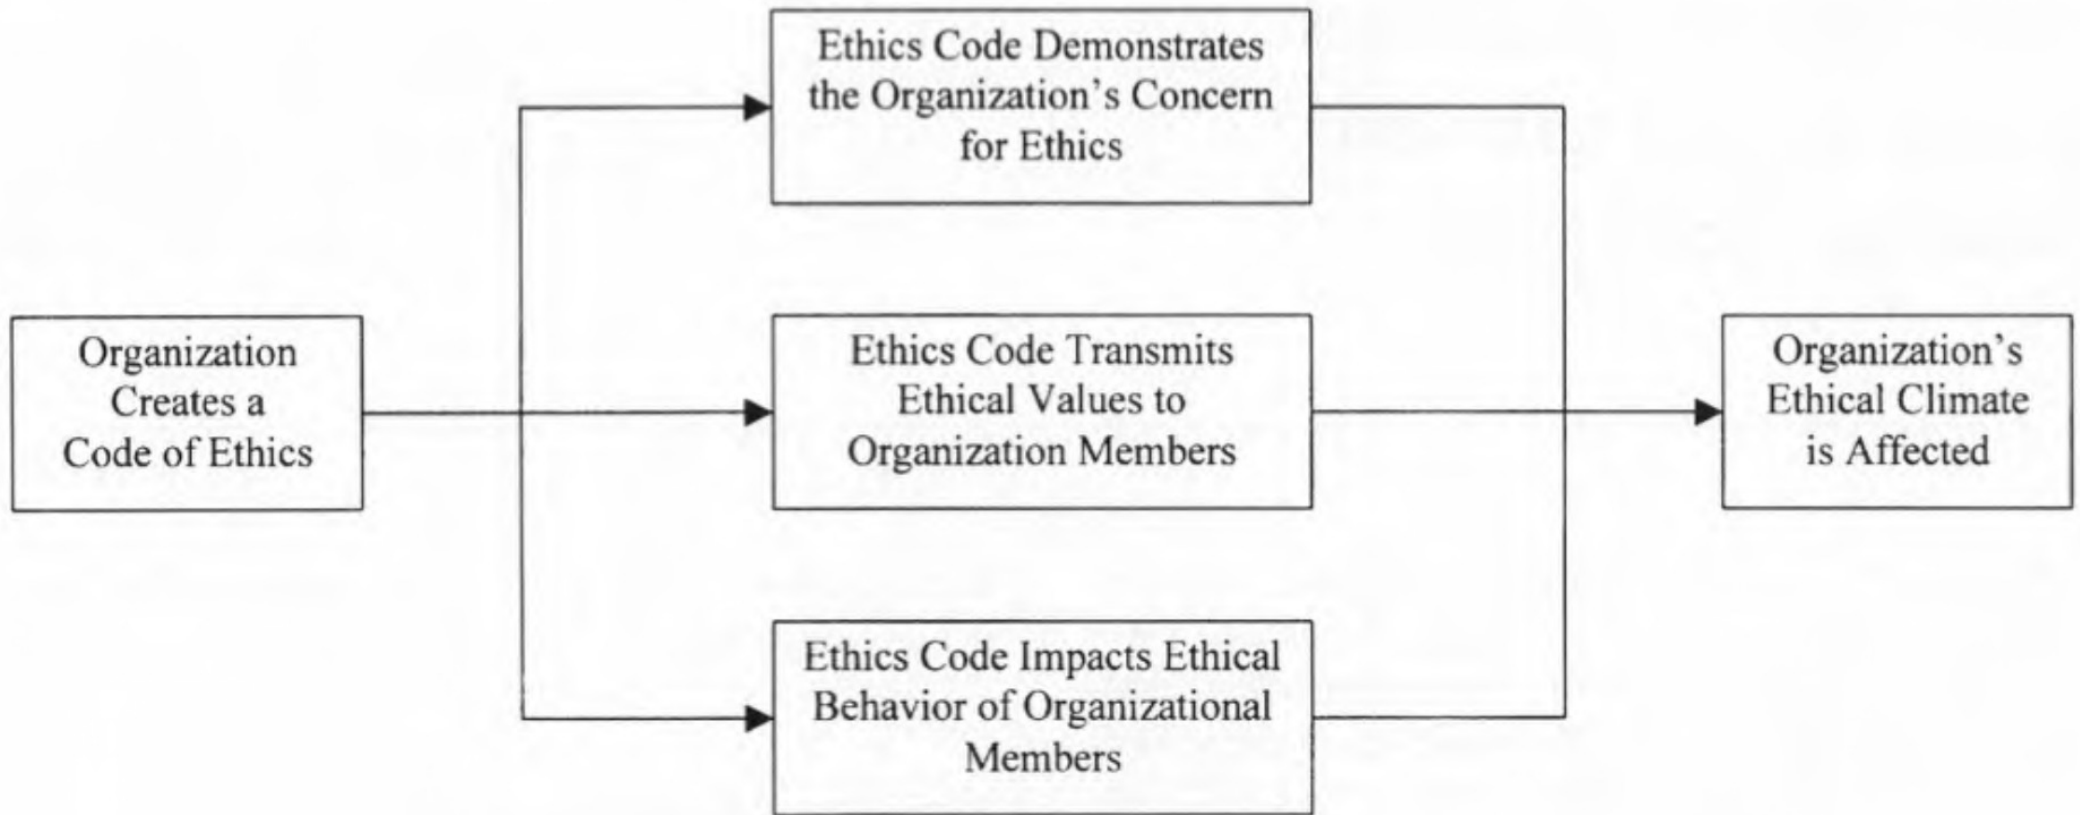 Ethics Code Demonstrates
the Organization's Concern
for Ethics
Organization
Creates a
Code of Ethics
Ethics Code Transmits
Ethical Values to
Organization Members
Organization's
Ethical Climate
is Affected
Ethics Code Impacts Ethical
Behavior of Organizational
Members